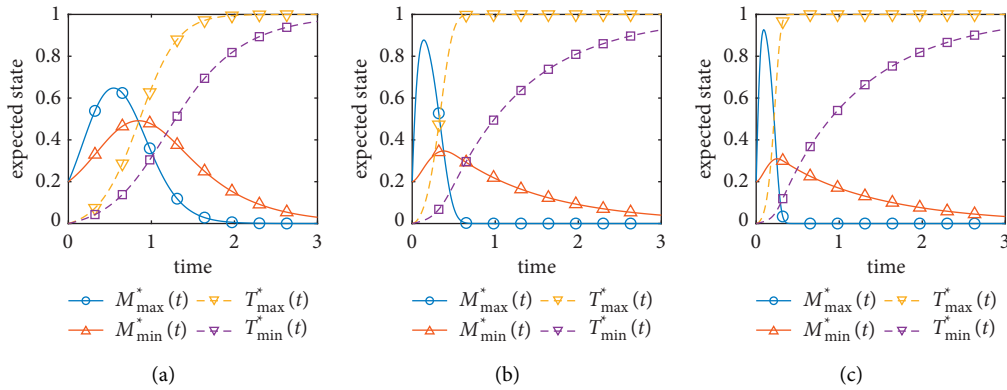 expected state
1
0.8
0.6
0.4
0.2
0
0 1 2 3
time
M*max(t) T*max(t)
M*min(t) T*min(t)
(a)
expected state
1
0.8
0.6
0.4
0.2
0
0 1 2 3
time
M*max(t) T*max(t)
M*min(t) T*min(t)
(b)
expected state
1
0.8
0.6
0.4
0.2
0
0 1 2 3
time
M*max(t) T*max(t)
M*min(t) T*min(t)
(c)